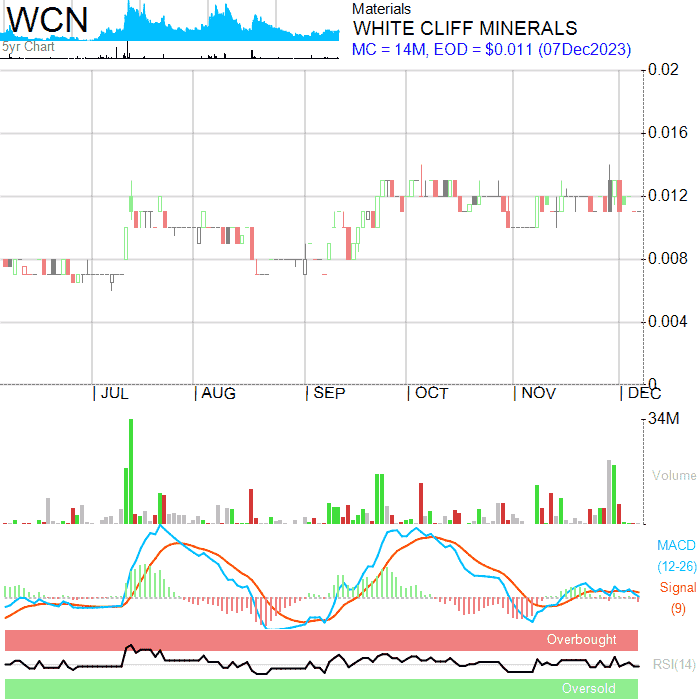 WCN
5yr Chart
Materials
WHITE CLIFF MINERALS
MC = 14M, EOD = $0.011 (07Dec2023)
0.02
0.016
0.012
0.008
0.004
0
| JUL | AUG | SEP | OCT | NOV | DEC
34M
Volume
MACD
(12-26)
Signal
(9)
Overbought
RSI(14)
Oversold